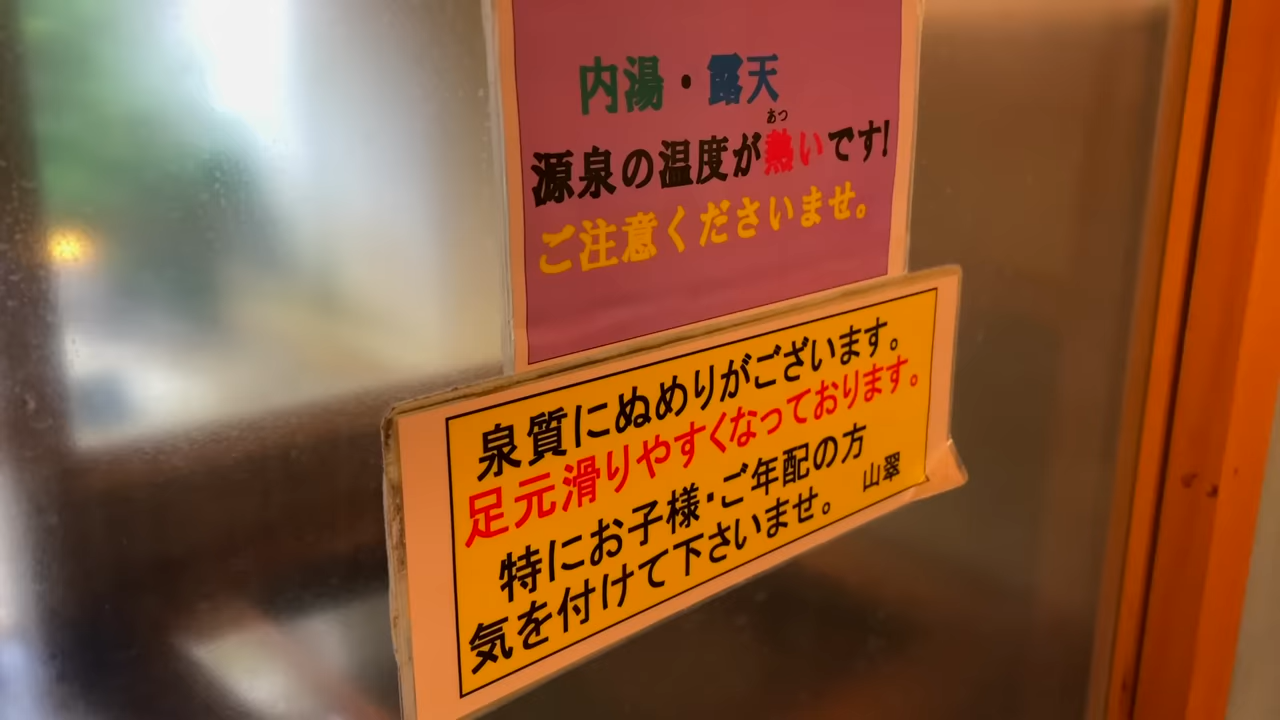 内湯・露天
あつ
源泉の温度が熱いです!
ご注意くださいませ。
泉質にぬめりがございます。
足元滑りやすくなっております。
特にお子様・ご年配の方
気を付けて下さいませ。
山翠